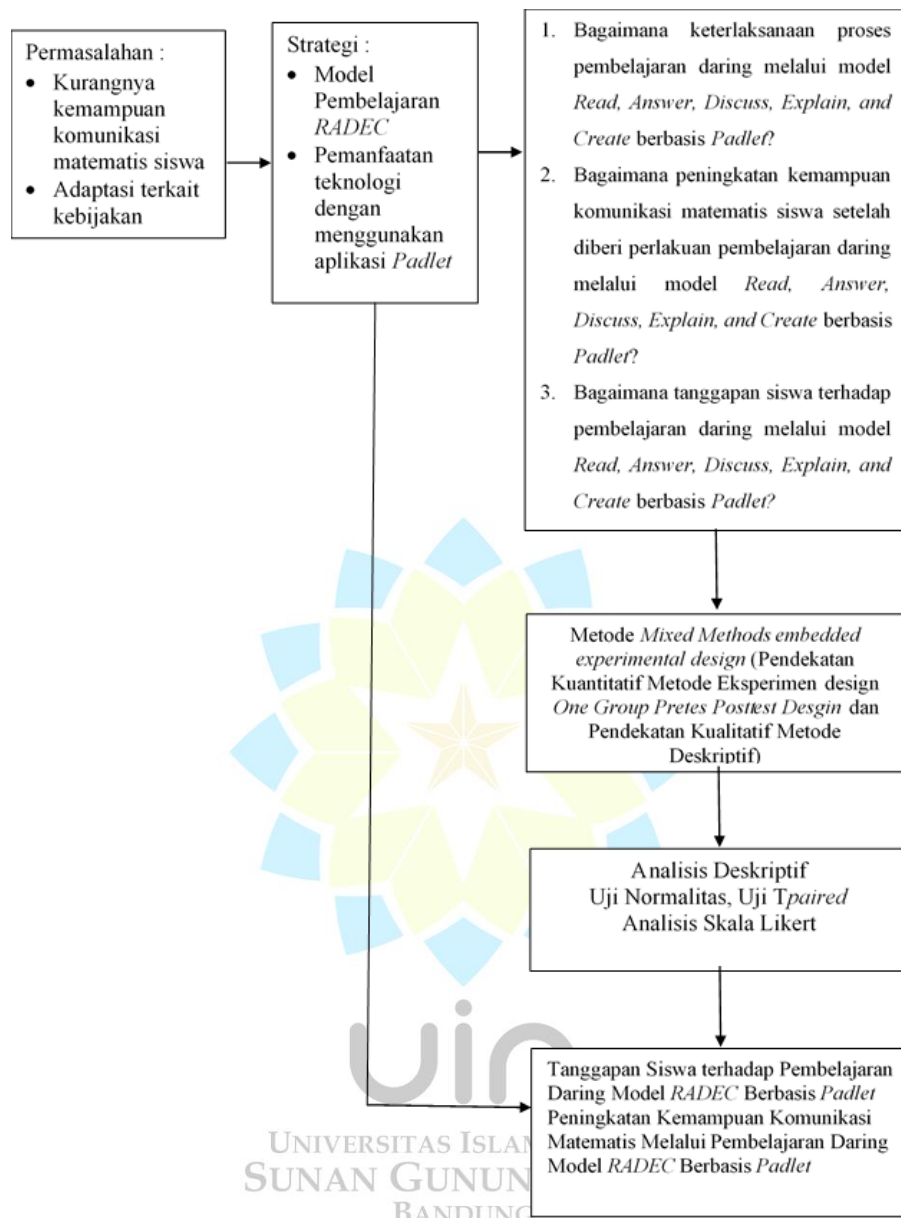 Permasalahan :
• Kurangnya
kemampuan
komunikasi
matematis siswa
• Adaptasi terkait
kebijakan
Strategi :
• Model
Pembelajaran
RADEC
• Pemanfaatan
teknologi
dengan
menggunakan
aplikasi Padlet
1. Bagaimana keterlaksanaan proses
pembelajaran daring melalui model
Read, Answer, Discuss, Explain, and
Create berbasis Padlet?
2. Bagaimana peningkatan kemampuan
komunikasi matematis siswa setelah
diberi perlakuan pembelajaran daring
melalui model Read, Answer,
Discuss, Explain, and Create berbasis
Padlet?
3. Bagaimana tanggapan siswa terhadap
pembelajaran daring melalui model
Read, Answer, Discuss, Explain, and
Create berbasis Padlet?
Metode Mixed Methods embedded
experimental design (Pendekatan
Kuantitatif Metode Eksperimen design
One Group Pretes Posttest Desgin dan
Pendekatan Kualitatif Metode
Deskriptif)
Analisis Deskriptif
Uji Normalitas, Uji Tpaired
Analisis Skala Likert
Tanggapan Siswa terhadap Pembelajaran
Daring Model RADEC Berbasis Padlet
Peningkatan Kemampuan Komunikasi
Matematis Melalui Pembelajaran Daring
Model RADEC Berbasis Padlet
uin
UNIVERSITAS ISLAM
SUNAN GUNUN
BANDUNG